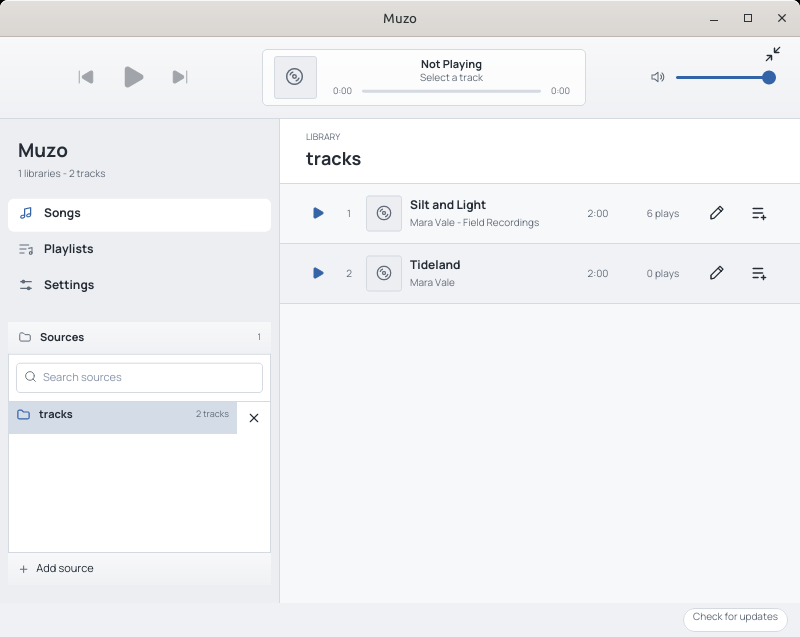 Muzo
Not Playing
Select a track
0:00
0:00
Muzo
1 libraries - 2 tracks
Songs
Playlists
Settings
Sources
1
Search sources
tracks
2 tracks
Add source
LIBRARY
tracks
1
Silt and Light
Mara Vale - Field Recordings
2:00
6 plays
2
Tideland
Mara Vale
2:00
0 plays
Check for updates